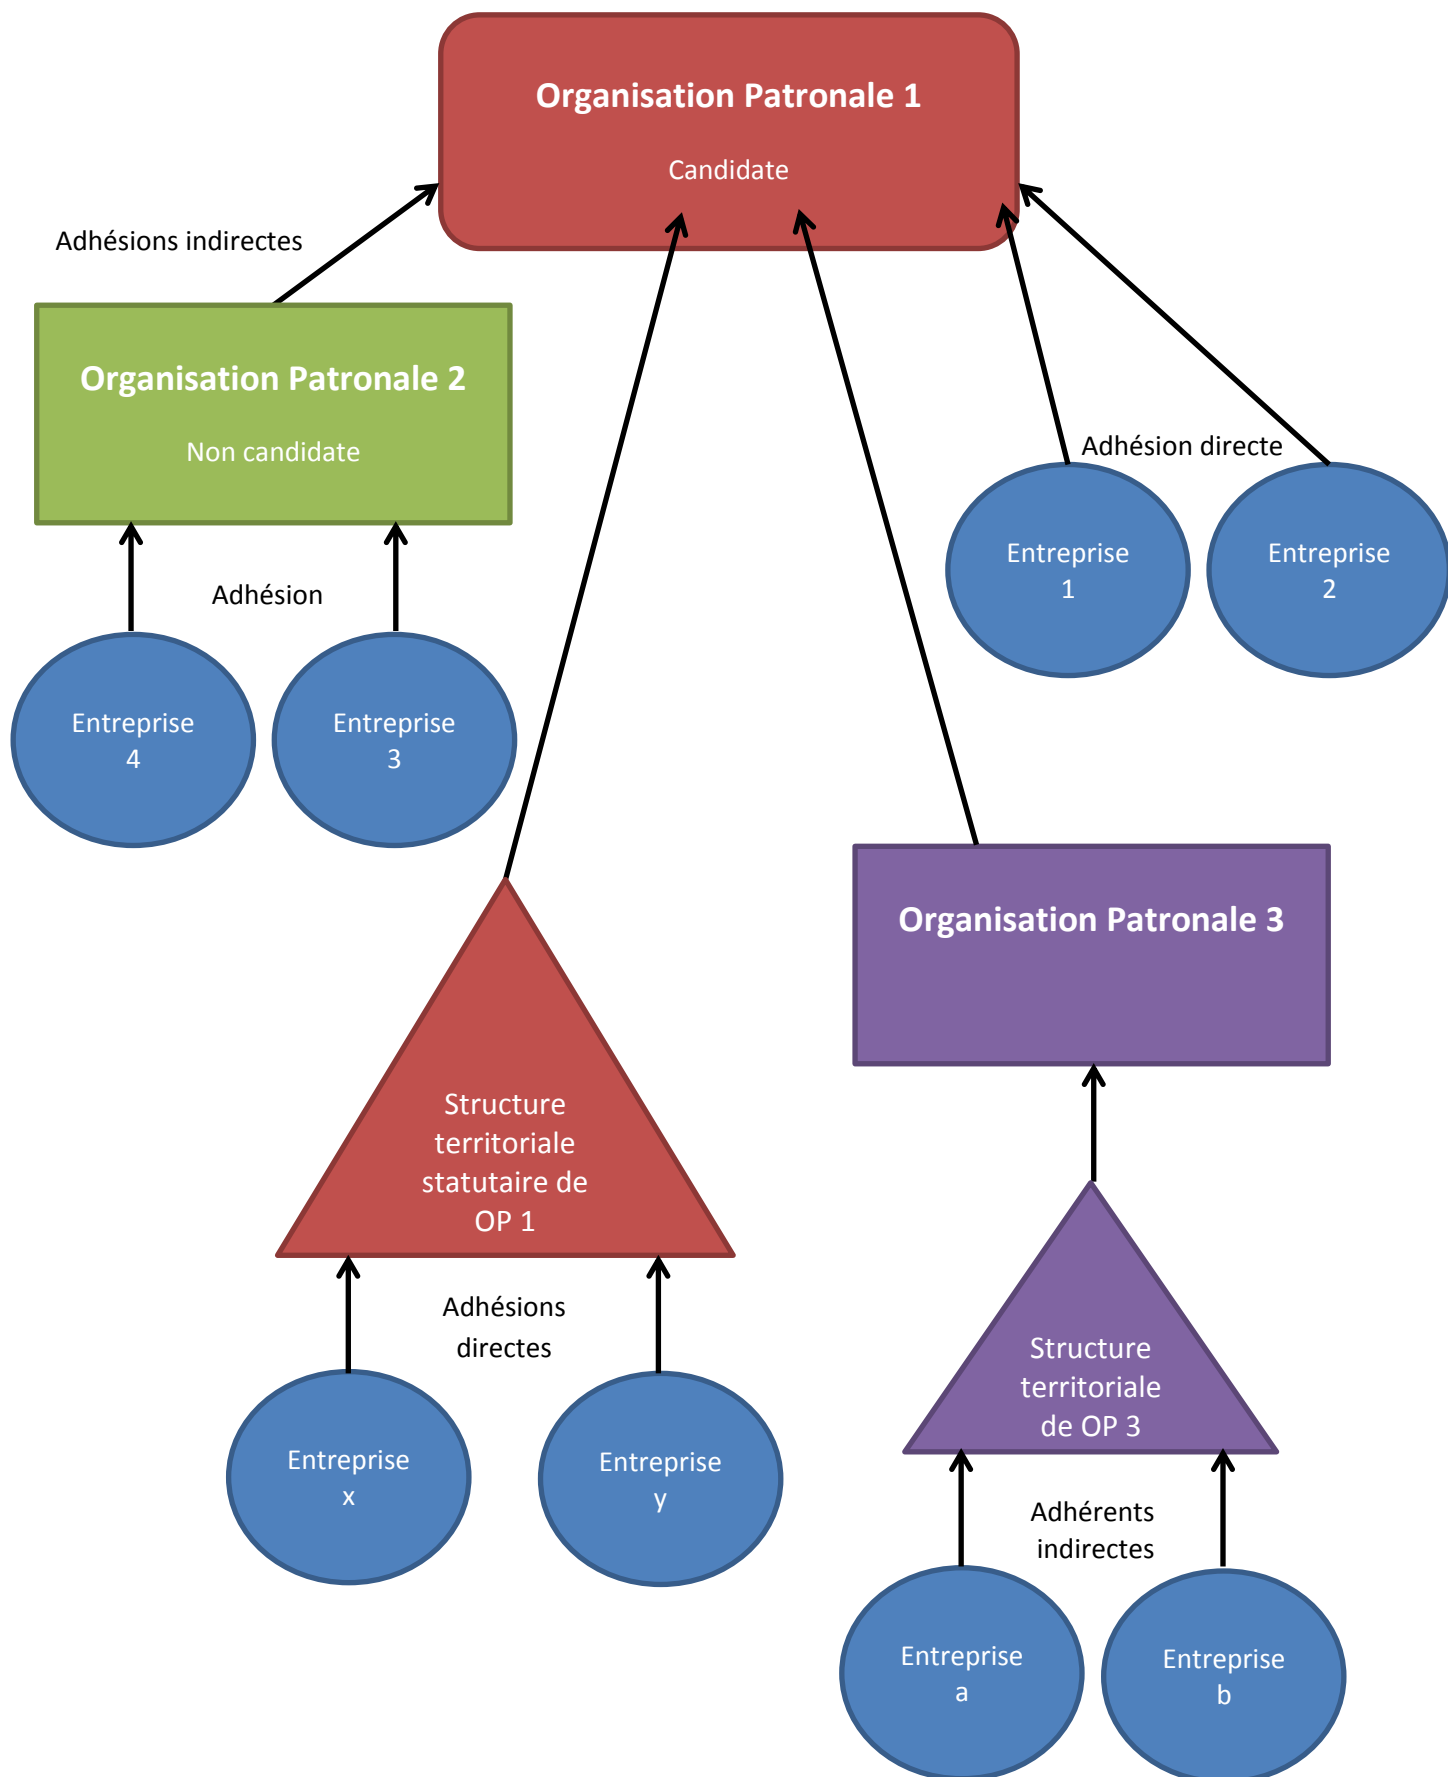 Organisation Patronale 1
Candidate
Adhésions indirectes
Organisation Patronale 2
Non candidate
Adhésion directe
Entreprise
1
Entreprise
2
Adhésion
Entreprise
4
Entreprise
3
Organisation Patronale 3
Structure
territoriale
statutaire de
OP 1
Adhésions
directes
Structure
territoriale
de OP 3
Entreprise
x
Entreprise
y
Adhérents
indirectes
Entreprise
a
Entreprise
b